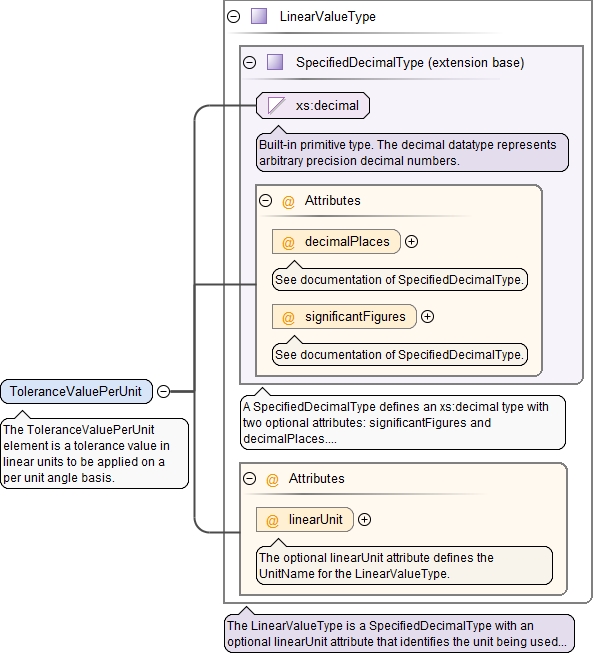 LinearValueType
SpecifiedDecimalType (extension base)
xs:decimal
Built-in primitive type. The decimal datatype represents
arbitrary precision decimal numbers.
@ Attributes
@ decimalPlaces
See documentation of SpecifiedDecimalType.
@ significantFigures
See documentation of SpecifiedDecimalType.
ToleranceValuePerUnit
The ToleranceValuePerUnit
element is a tolerance value in
linear units to be applied on a
per unit angle basis.
A SpecifiedDecimalType defines an xs:decimal type with
two optional attributes: significantFigures and
decimalPlaces....
@ Attributes
@ linearUnit
The optional linearUnit attribute defines the
UnitName for the LinearValueType.
The LinearValueType is a SpecifiedDecimalType with an
optional linearUnit attribute that identifies the unit being used...